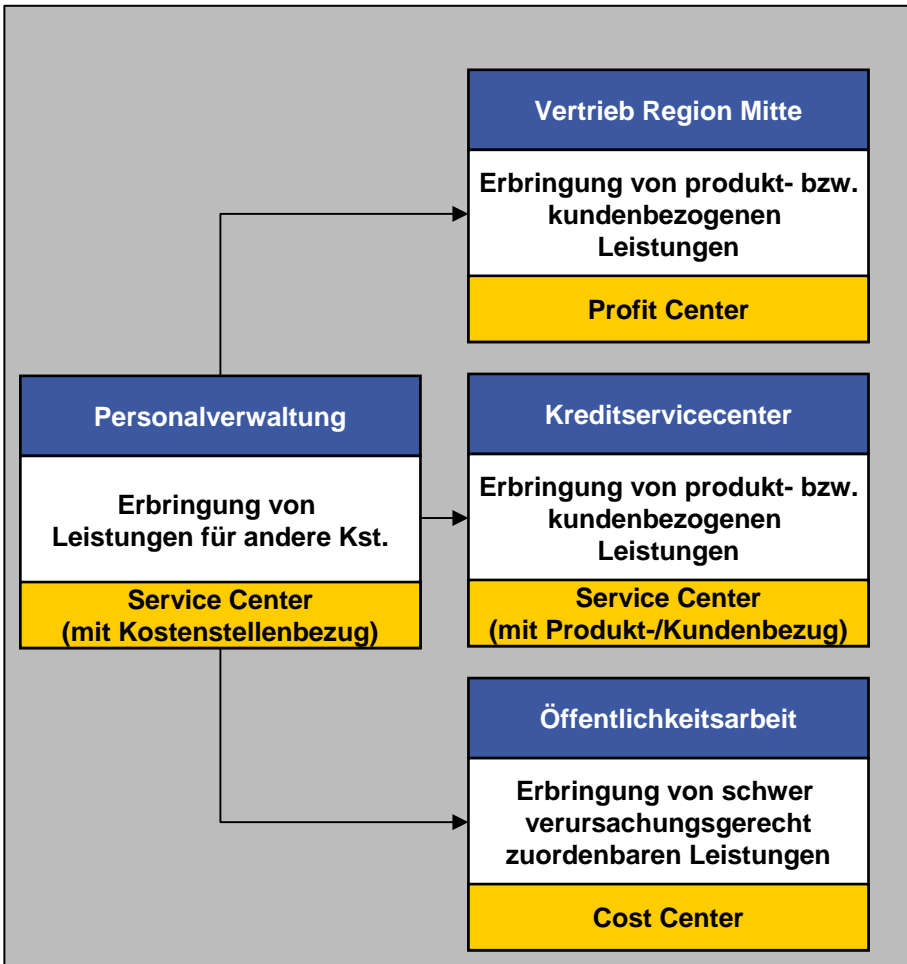 Vertrieb Region Mitte
Erbringung von produkt- bzw.
kundenbezogenen
Leistungen
Profit Center
Personalverwaltung
Erbringung von
Leistungen für andere Kst.
Service Center
(mit Kostenstellenbezug)
Kreditservicecenter
Erbringung von produkt- bzw.
kundenbezogenen
Leistungen
Service Center
(mit Produkt-/Kundenbezug)
Öffentlichkeitsarbeit
Erbringung von schwer
verursachungsgerecht
zuordenbaren Leistungen
Cost Center